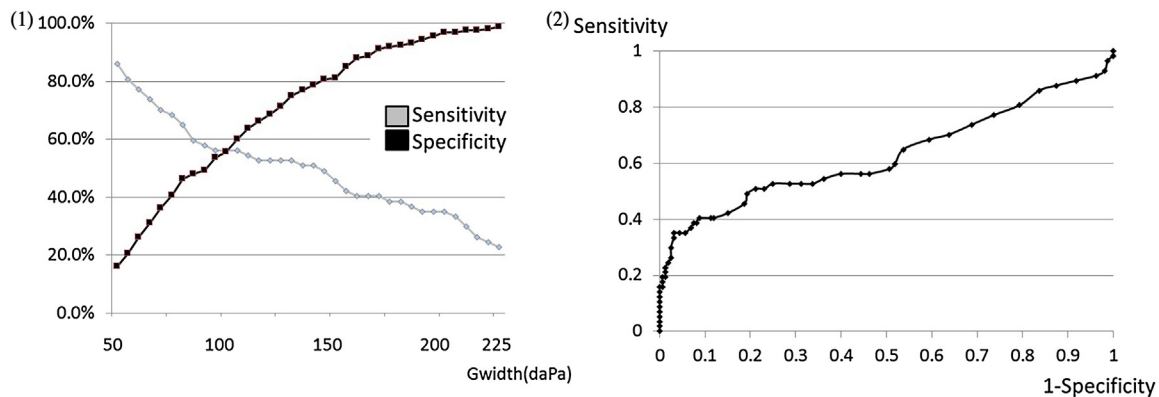 (1)
100.0%
80.0%
60.0%
40.0%
20.0%
0.0%
Sensitivity
Specificity
50 100 150 200 225
Gwidth(daPa)
(2) Sensitivity
1
0.8
0.6
0.4
0.2
0
0 0.1 0.2 0.3 0.4 0.5 0.6 0.7 0.8 0.9 1
1-Specificity